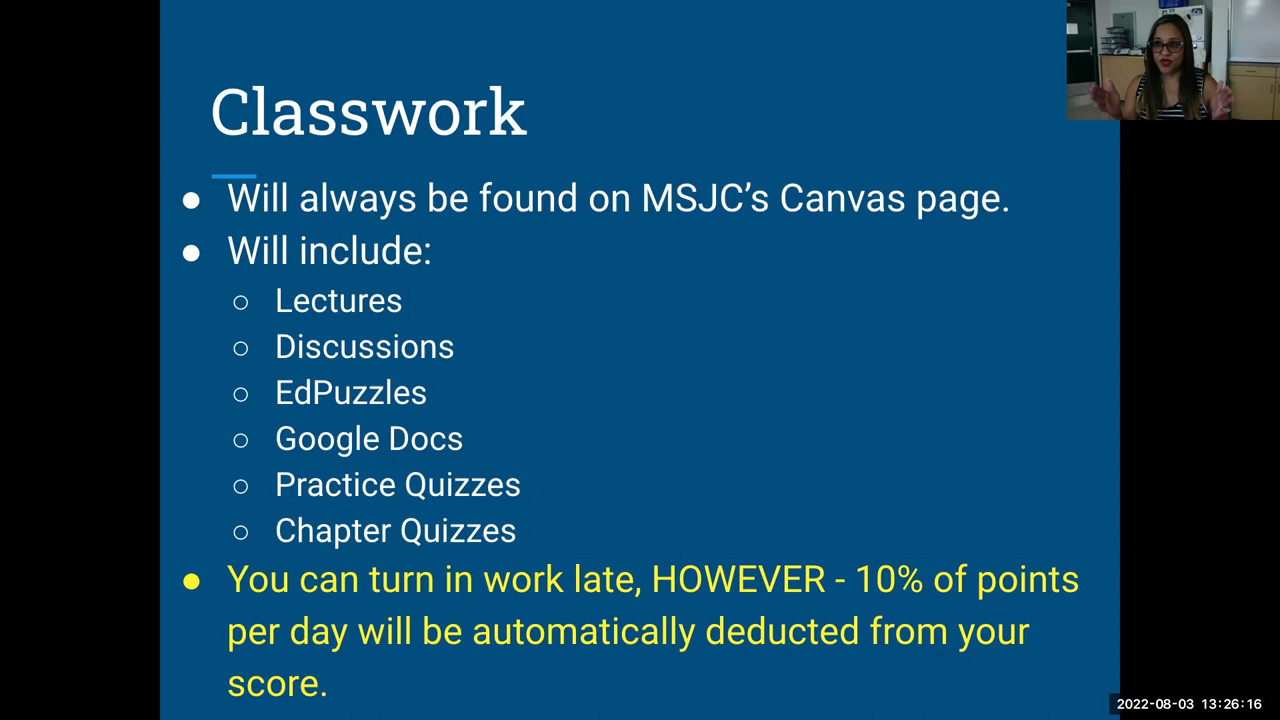 Classwork
● Will always be found on MSJC’s Canvas page.
● Will include:
○ Lectures
○ Discussions
○ EdPuzzles
○ Google Docs
○ Practice Quizzes
○ Chapter Quizzes
● You can turn in work late, HOWEVER - 10% of points
per day will be automatically deducted from your
score.
2022-08-03 13:26:16